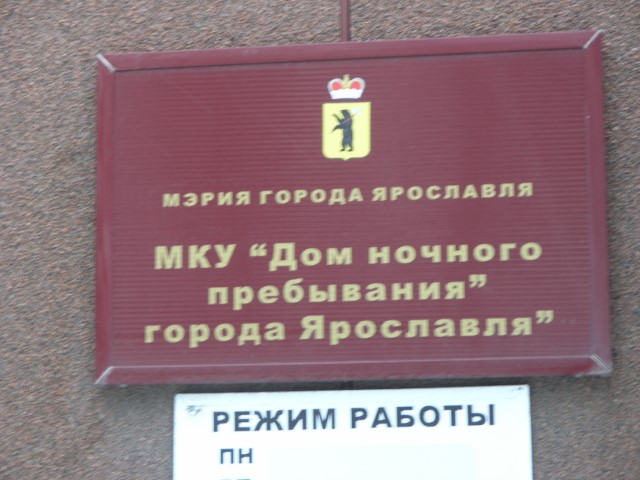 МЭРИЯ ГОРОДА ЯРОСЛАВЛЯ
МКУ “Дом ночного
пребывания”
города Ярославля”
РЕЖИМ РАБОТЫ
ПН